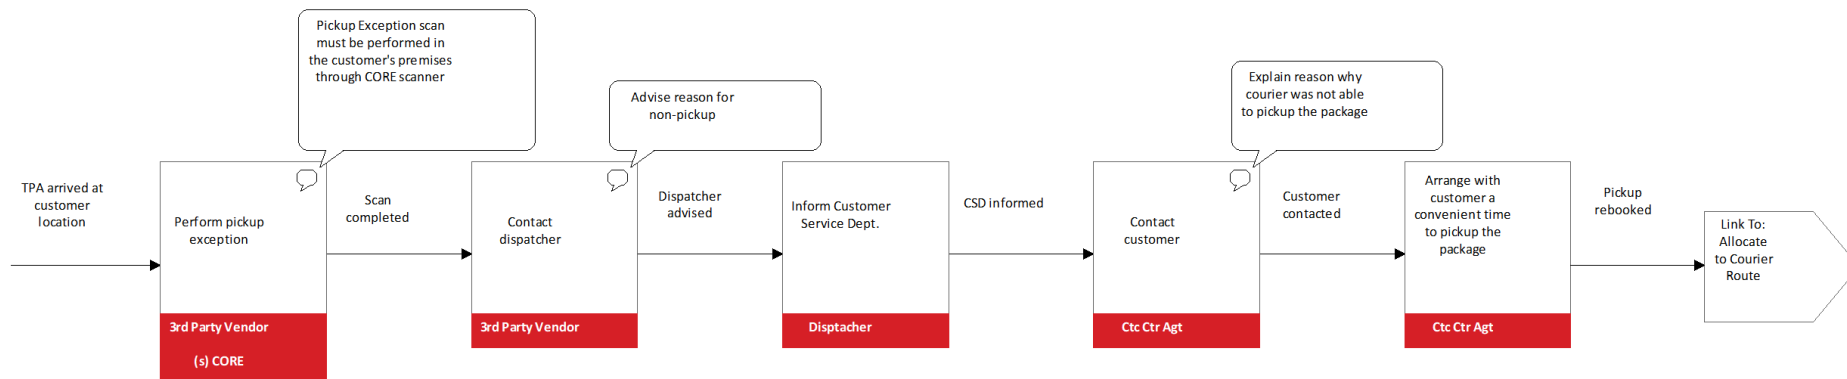 Pickup Exception scan
must be performed in
the customer's premises
through CORE scanner
Advise reason for
non-pickup
Explain reason why
courier was not able
to pickup the package
TPA arrived at
customer
location
Perform pickup
exception
3rd Party Vendor
(s) CORE
Scan
completed
Contact
dispatcher
3rd Party Vendor
Dispatcher
advised
Inform Customer
Service Dept.
Disptacher
CSD informed
Contact
customer
Ctc Ctr Agt
Customer
contacted
Arrange with
customer a
convenient time
to pickup the
package
Ctc Ctr Agt
Pickup
rebooked
Link To:
Allocate
to Courier
Route